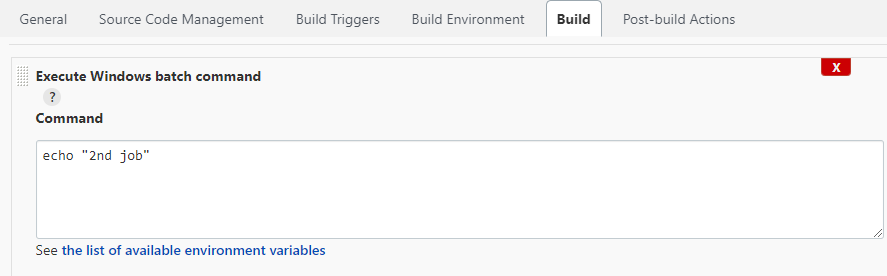 General Source Code Management Build Triggers Build Environment Build Post-build Actions
Execute Windows batch command
X
?
Command
echo "2nd job"
See the list of available environment variables